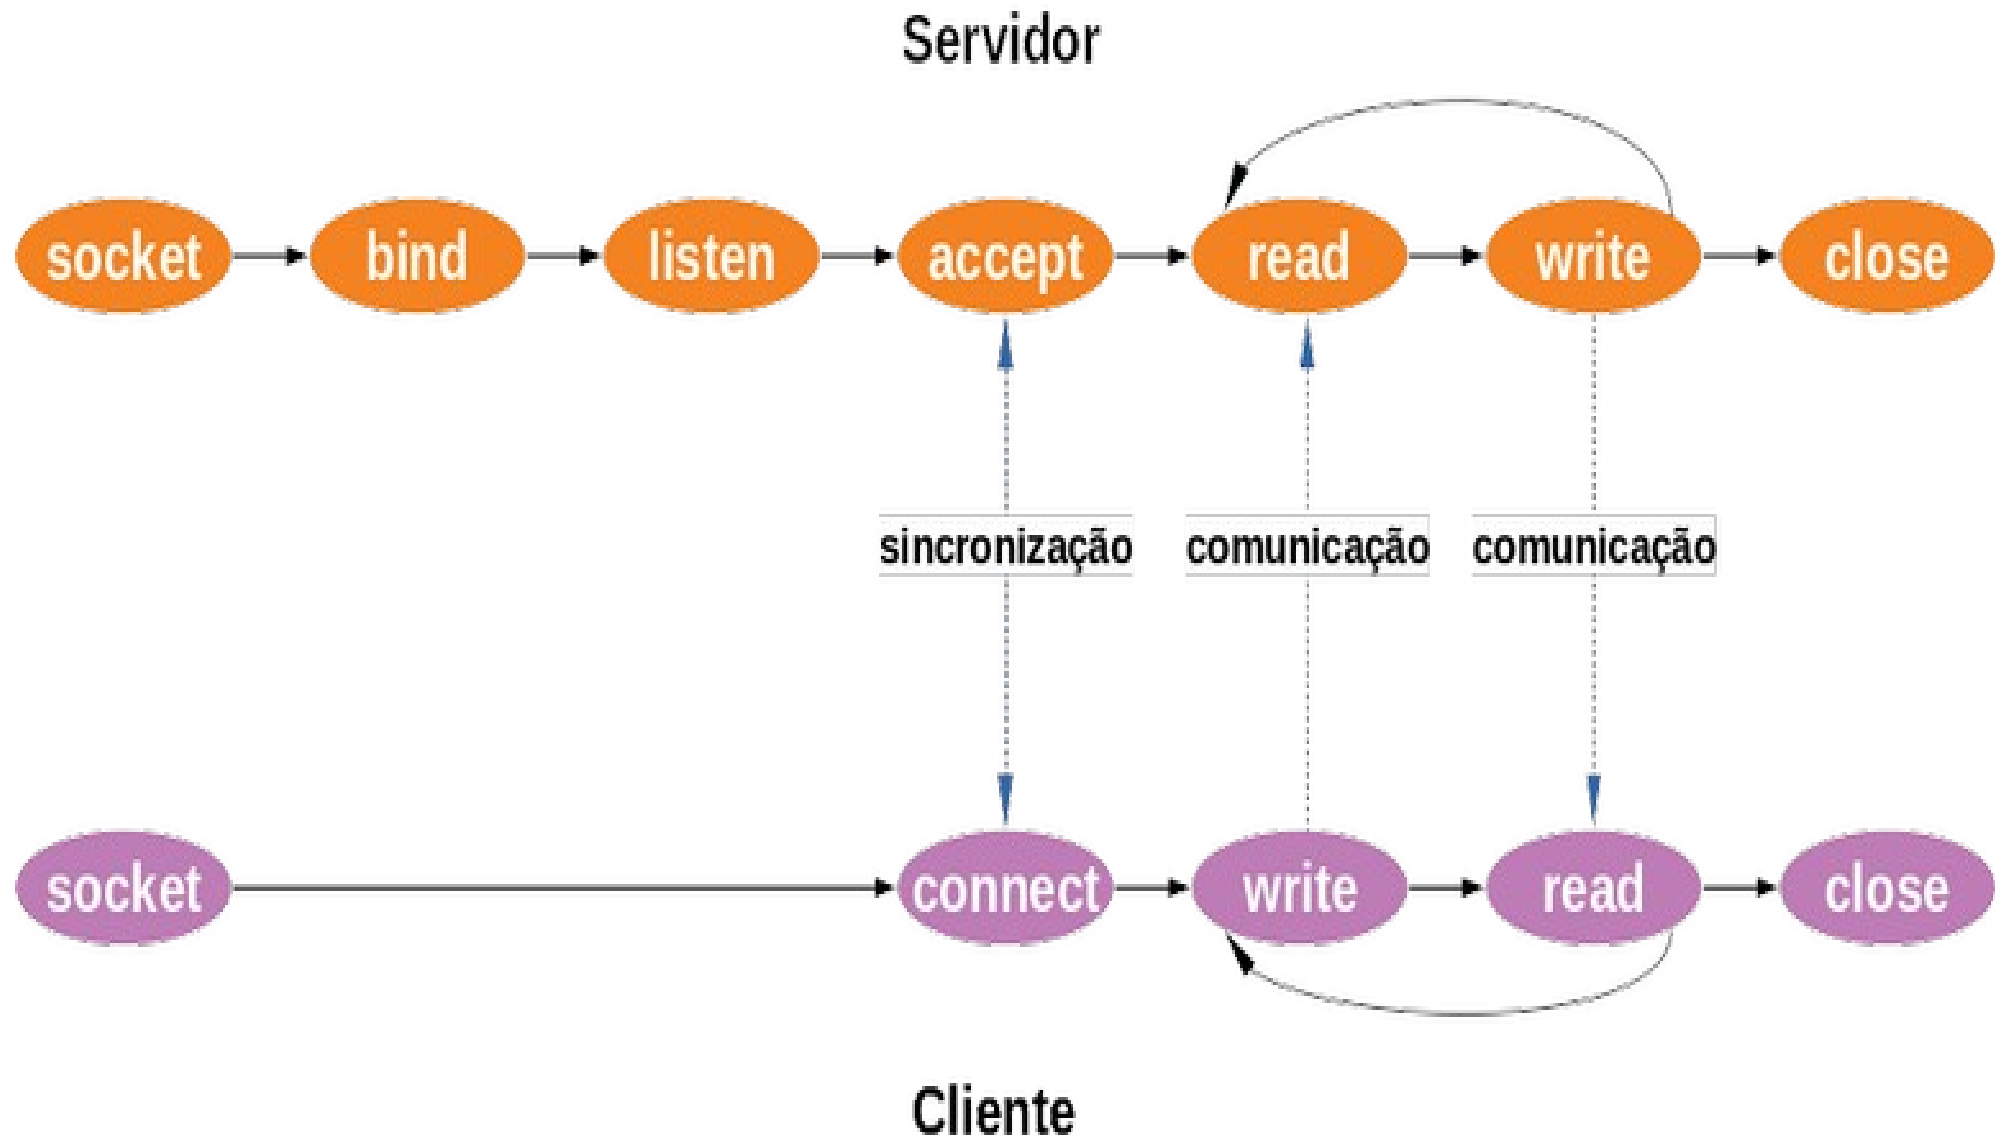 Servidor
socket bind listen accept read write close
sincronização comunicação comunicação
socket connect write read close
Cliente